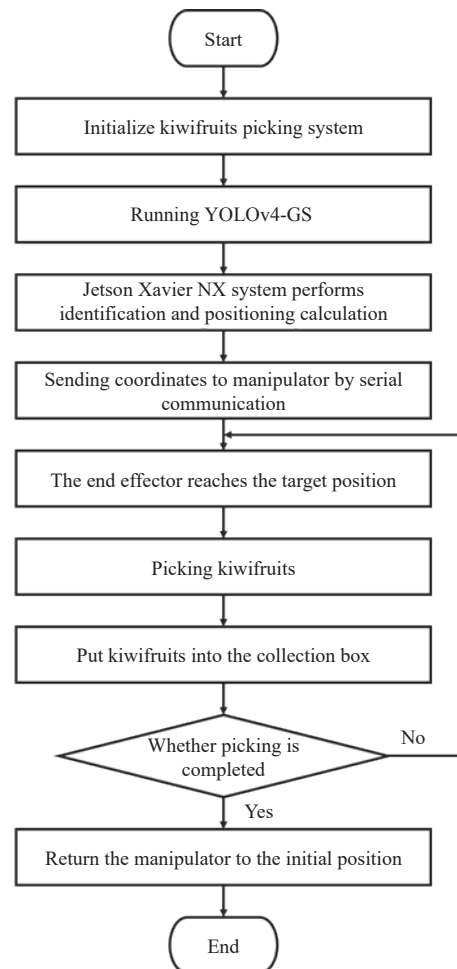 Start
Initialize kiwifruits picking system
Running YOLOv4-GS
Jetson Xavier NX system performs
identification and positioning calculation
Sending coordinates to manipulator by serial
communication
The end effector reaches the target position
Picking kiwifruits
Put kiwifruits into the collection box
Whether picking is
completed
No
Yes
Return the manipulator to the initial position
End